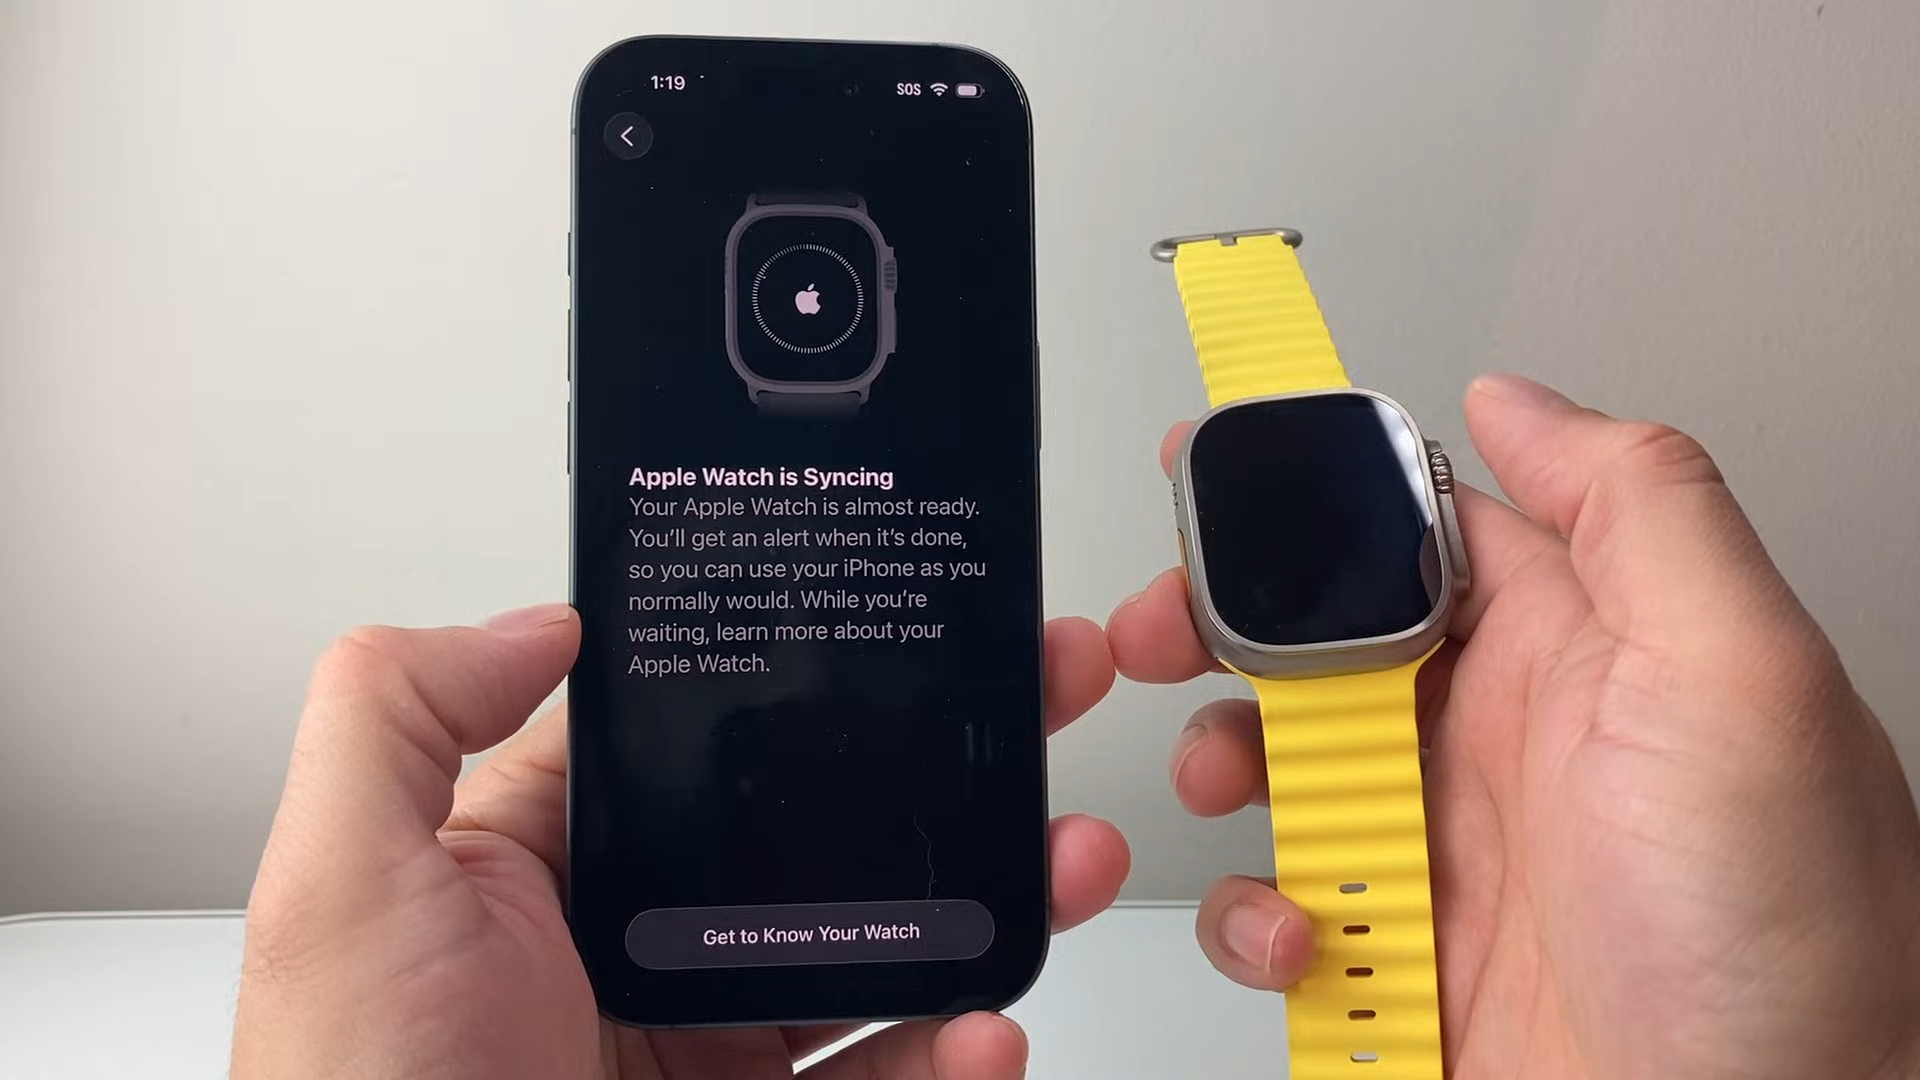 1:19
SOS
Apple Watch is Syncing
Your Apple Watch is almost ready.
You'll get an alert when it's done,
so you can use your iPhone as you
normally would. While you're
waiting, learn more about your
Apple Watch.
Get to Know Your Watch